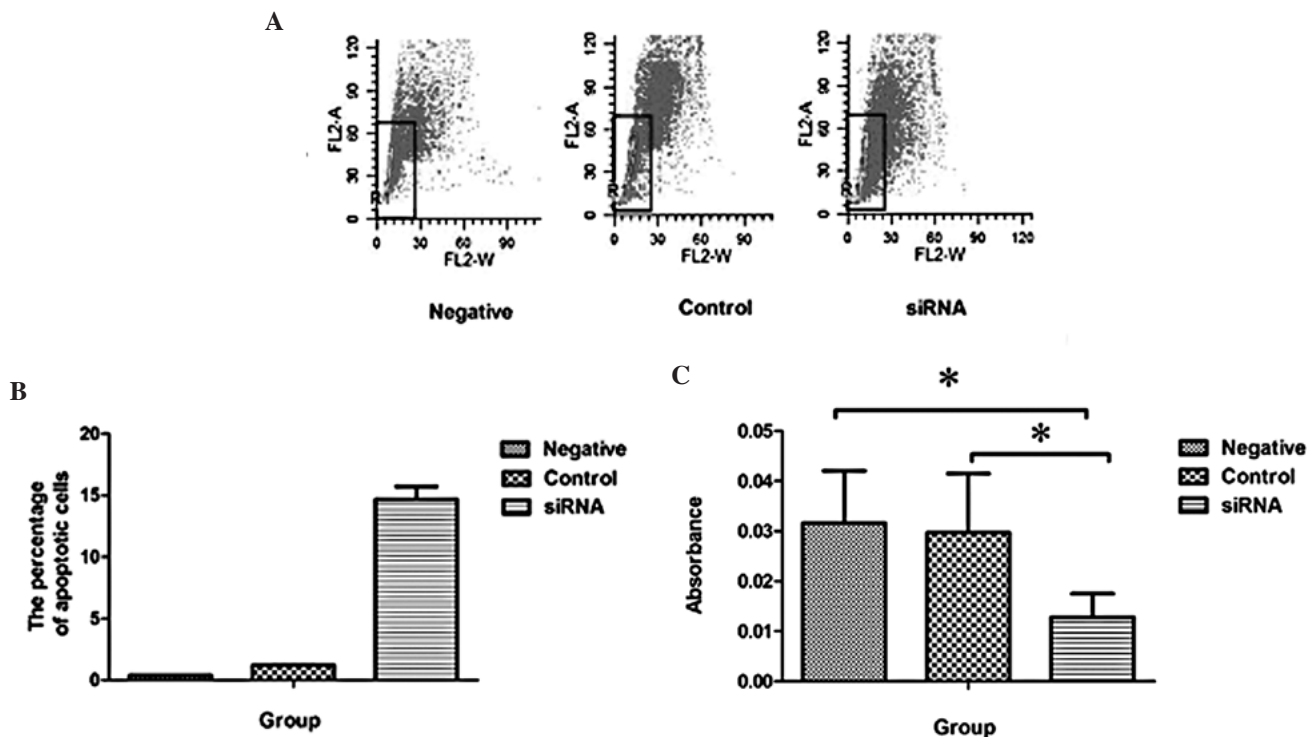 A
120
90
60
30
0
FL2-A
0 30 60 90
FL2-W
Negative
120
90
60
30
0
FL2-A
0 30 60 90
FL2-W
Control
120
90
60
30
0
FL2-A
0 30 60 90 120
FL2-W
siRNA
B
20
15
10
5
0
The percentage
of apoptotic cells
Group
Negative
Control
siRNA
C
*
*
0.05
0.04
0.03
0.02
0.01
0.00
Absorbance
Group
Negative
Control
siRNA